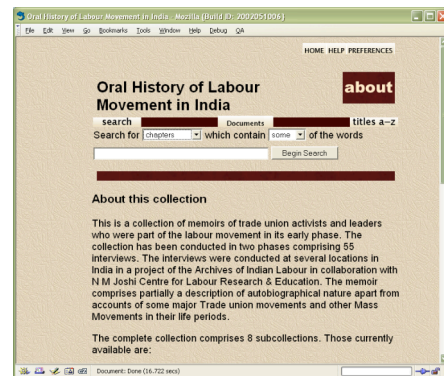 Oral History of Labour Movement in India - Mozilla {Build ID: 2003051006}
File Edit View Go Bookmarks Tools Window Help Debug QA
HOME HELP PREFERENCES
Oral History of Labour
Movement in India
about
search Documents titles a–z
Search for chapters which contain some of the words
Begin Search
About this collection
This is a collection of memoirs of trade union activists and leaders
who were part of the labour movement in its early phase. The
collection has been conducted in two phases comprising 55
interviews. The interviews were conducted at several locations in
India in a project of the Archives of Indian Labour in collaboration with
N M Joshi Centre for Labour Research & Education. The memoir
comprises partially a description of autobiographical nature apart from
accounts of some major Trade union movements and other Mass
Movements in their life periods.
The complete collection comprises 8 subcollections. Those currently
available are:
Document: Done (16.722 secs)